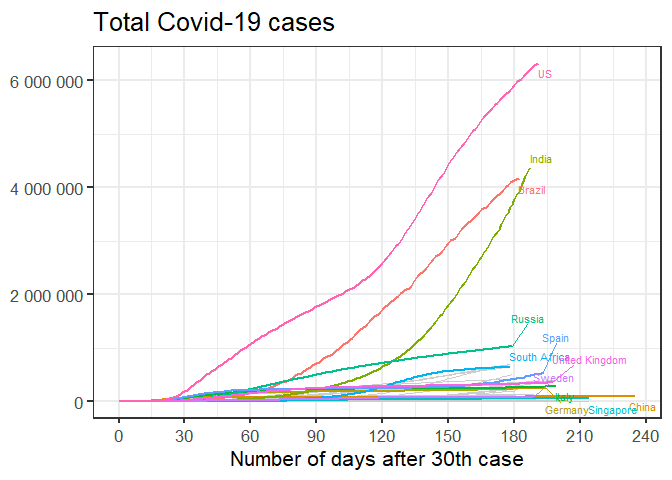 Total Covid-19 cases
6 000 000
4 000 000
2 000 000
0
US
India
Brazil
Russia
Spain
South Africa
United Kingdom
Sweden
Italy
Germany
Singapore
China
0 30 60 90 120 150 180 210 240
Number of days after 30th case